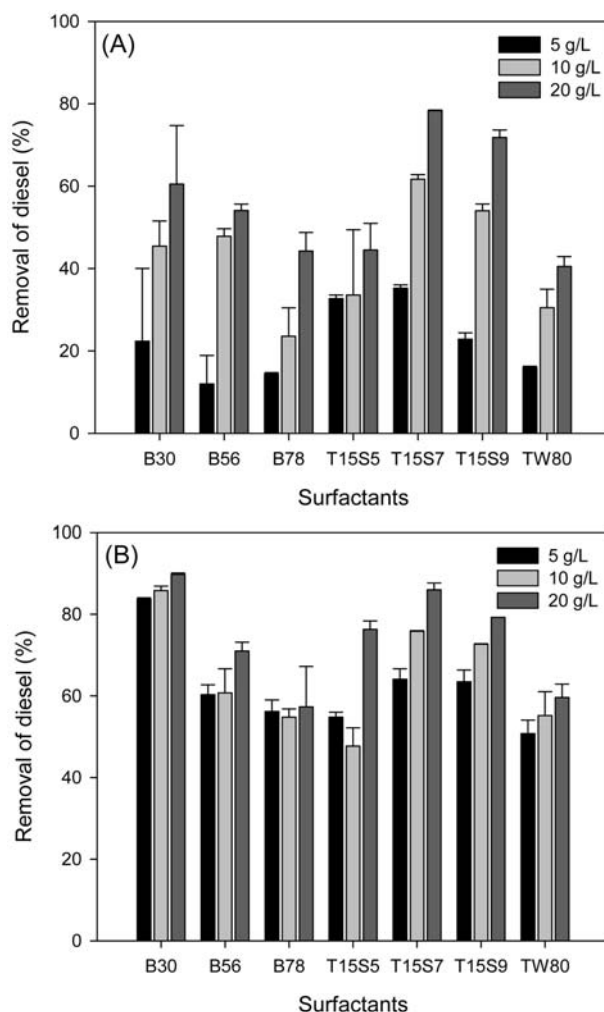 (A)
5 g/L
10 g/L
20 g/L
Removal of diesel (%)
100
80
60
40
20
0
B30 B56 B78 T15S5 T15S7 T15S9 TW80
Surfactants
(B)
5 g/L
10 g/L
20 g/L
Removal of diesel (%)
100
80
60
40
20
0
B30 B56 B78 T15S5 T15S7 T15S9 TW80
Surfactants